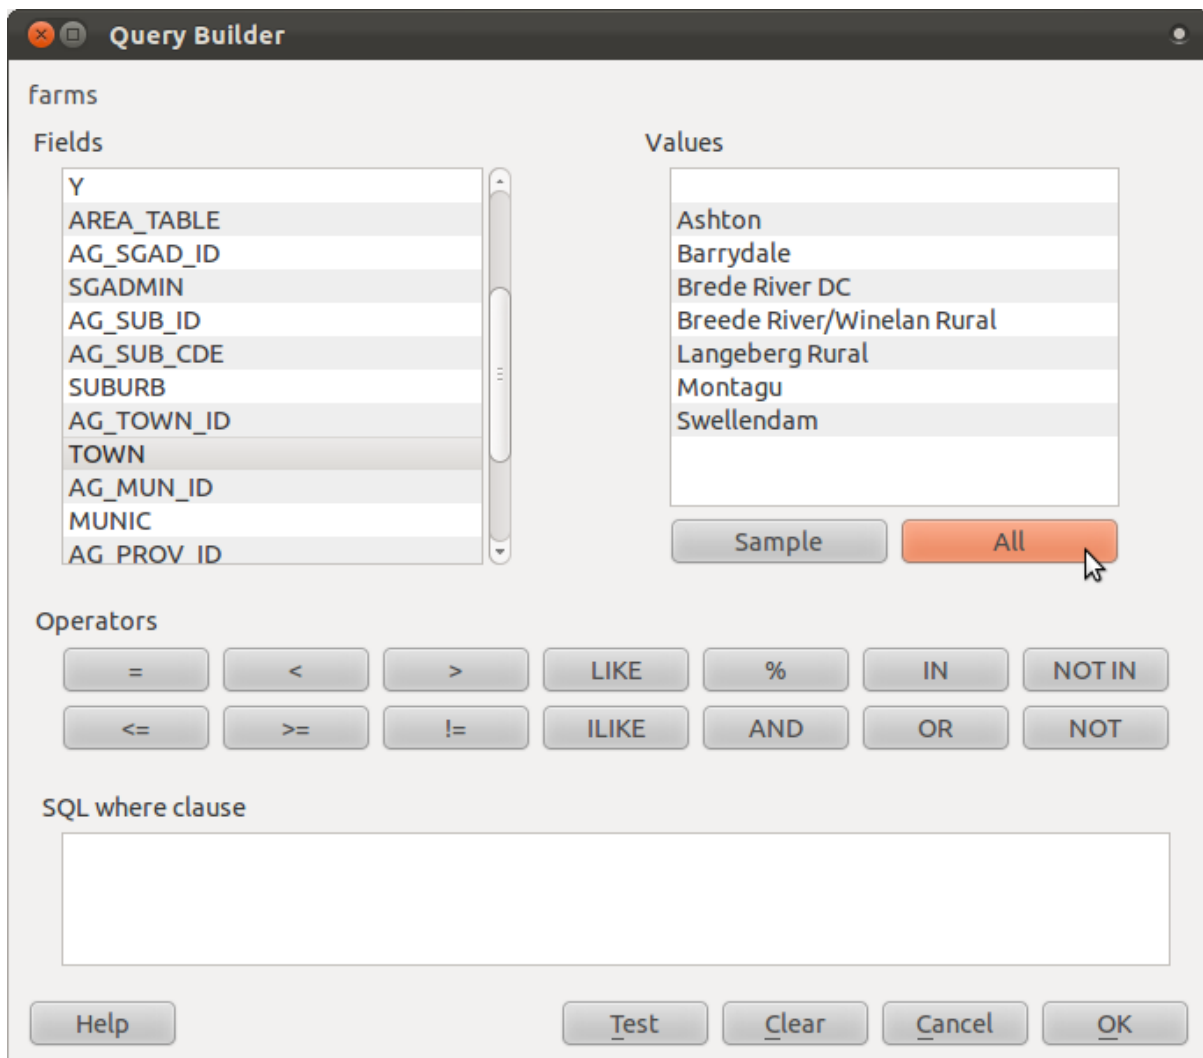 Query Builder
farms
Fields
Y
AREA_TABLE
AG_SGAD_ID
SGADMIN
AG_SUB_ID
AG_SUB_CDE
SUBURB
AG_TOWN_ID
TOWN
AG_MUN_ID
MUNIC
AG_PROV_ID
Values
Ashton
Barrydale
Brede River DC
Breede River/Winelan Rural
Langeberg Rural
Montagu
Swellendam
Sample All
Operators
= < > LIKE % IN NOT IN
<= >= != ILIKE AND OR NOT
SQL where clause
Help Test Clear Cancel OK